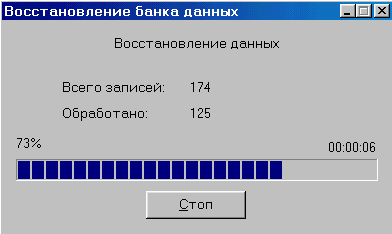 Восстановление банка данных
Восстановление данных
Всего записей: 174
Обработано: 125
73%
00:00:06
Стоп